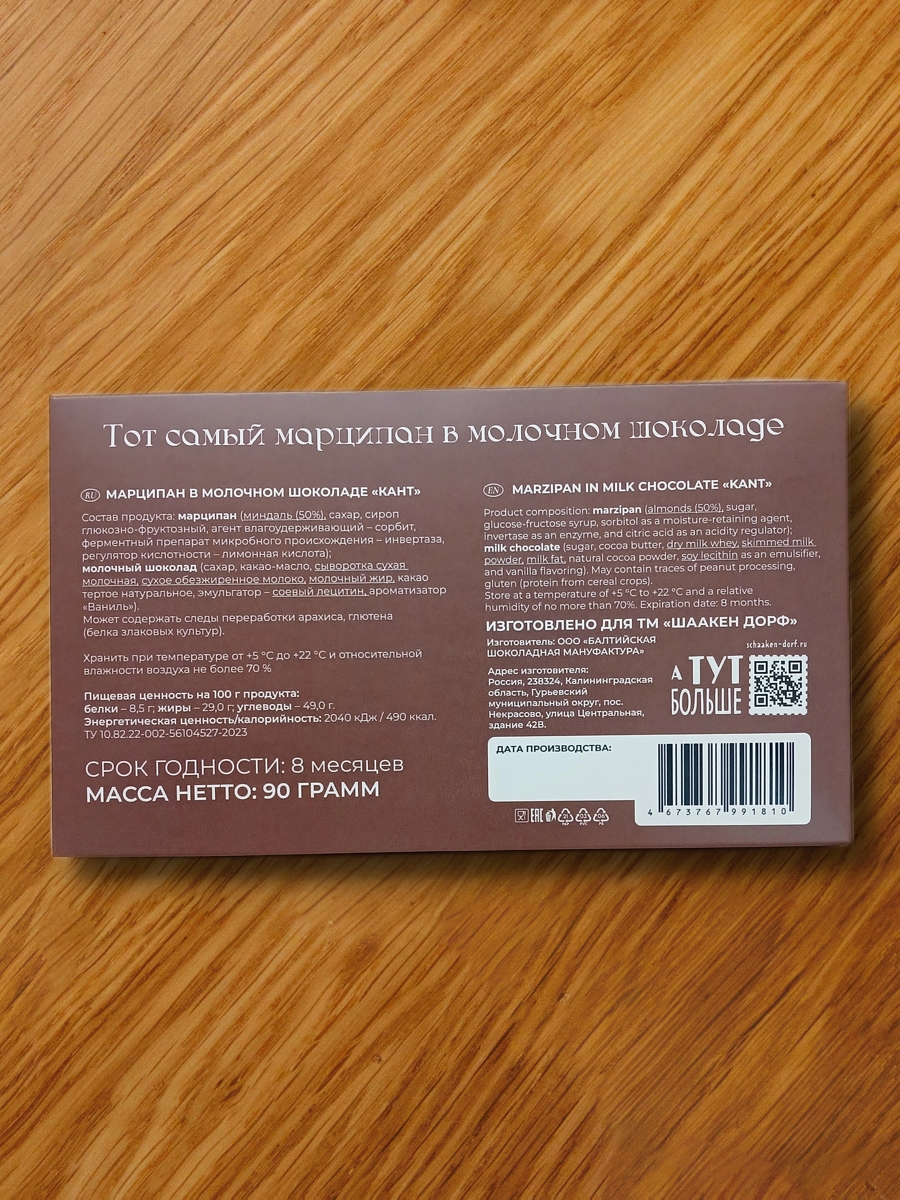 Тот самый марципан в молочном шоколаде
RU МАРЦИПАН В МОЛОЧНОМ ШОКОЛАДЕ «КАНТ»
Состав продукта: марципан (миндаль (50%), сахар, сироп
глюкозно-фруктозный, агент влагоудерживающий – сорбит,
ферментный препарат микробного происхождения – инвертаза,
регулятор кислотности – лимонная кислота);
молочный шоколад (сахар, какао-масло, сыворотка сухая
молочная, сухое обезжиренное молоко, молочный жир, какао
тертое натуральное, эмульгатор – соевый лецитин, ароматизатор
«Ваниль»).
Может содержать следы переработки арахиса, глютена
(белка злаковых культур).
Хранить при температуре от +5 °С до +22 °С и относительной
влажности воздуха не более 70 %
Пищевая ценность на 100 г продукта:
белки – 8,5 г; жиры – 29,0 г; углеводы – 49,0 г.
Энергетическая ценность/калорийность: 2040 кДж / 490 ккал.
ТУ 10.82.22-002-56104527-2023
СРОК ГОДНОСТИ: 8 месяцев
МАССА НЕТТО: 90 ГРАММ
EN MARZIPAN IN MILK CHOCOLATE «KANT»
Product composition: marzipan (almonds (50%), sugar,
glucose-fructose syrup, sorbitol as a moisture-retaining agent,
invertase as an enzyme, and citric acid as an acidity regulator);
milk chocolate (sugar, cocoa butter, dry milk whey, skimmed milk
powder, milk fat, natural cocoa powder, soy lecithin as an emulsifier,
and vanilla flavoring). May contain traces of peanut processing,
gluten (protein from cereal crops).
Store at a temperature of +5 °C to +22 °C and a relative
humidity of no more than 70%. Expiration date: 8 months.
ИЗГОТОВЛЕНО ДЛЯ ТМ «ШААКЕН ДОРФ»
Изготовитель: ООО «БАЛТИЙСКАЯ
ШОКОЛАДНАЯ МАНУФАКТУРА»
Адрес изготовителя:
Россия, 238324, Калининградская
область, Гурьевский
муниципальный округ, пос.
Некрасово, улица Центральная,
здание 42В.
schaaken-dorf.ru
А ТУТ
БОЛЬШЕ
ДАТА ПРОИЗВОДСТВА:
4 673767 991810
EAC